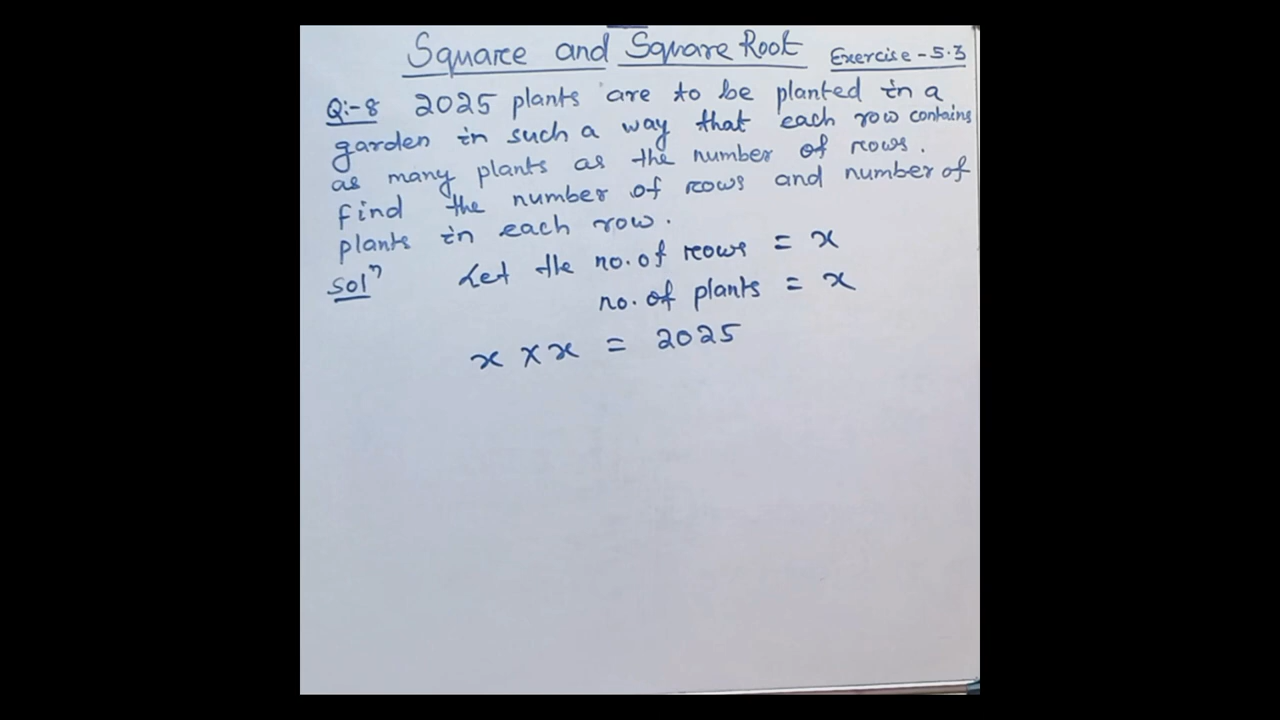 Square and Square Root Exercise - 5.3
Q:-8 2025 plants are to be planted in a
garden in such a way that each row contains
as many plants as the number of rows.
find the number of rows and number of
plants in each row.
Solⁿ Let the no. of rows = x
no. of plants = x
x × x = 2025